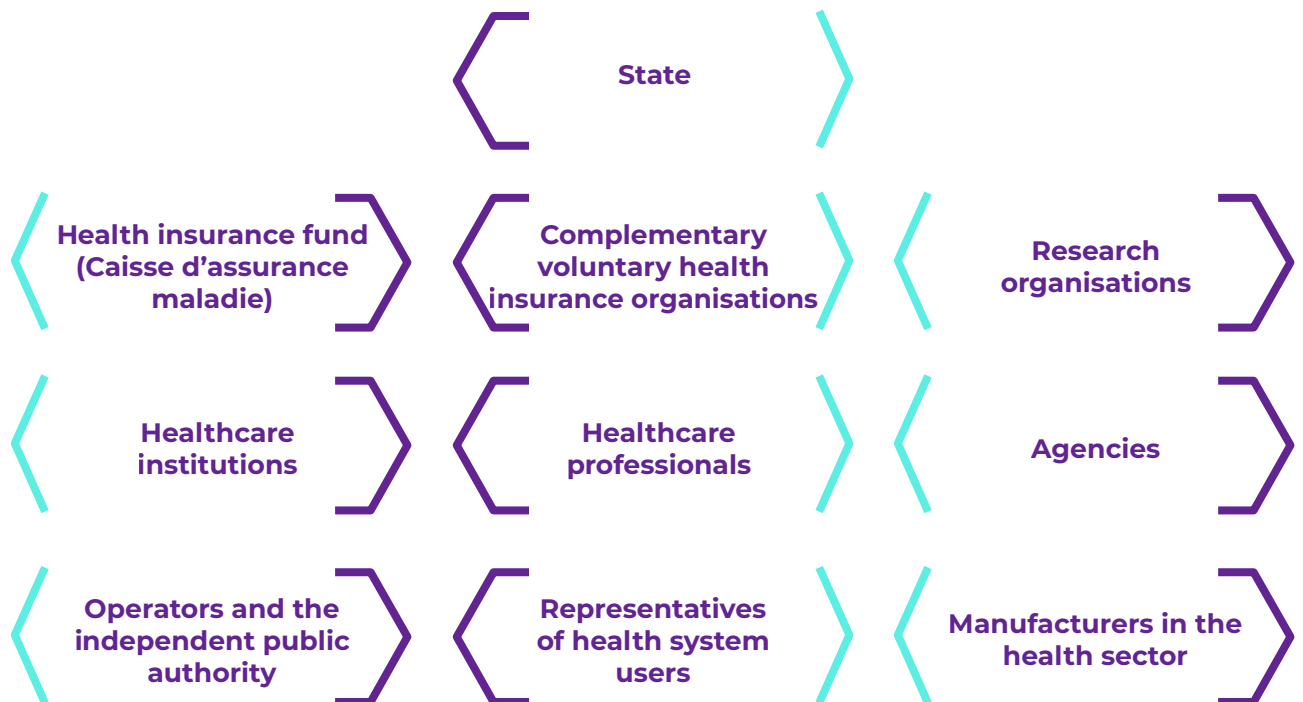 State
Health insurance fund
(Caisse d’assurance
maladie)
Complementary
voluntary health
insurance organisations
Research
organisations
Healthcare
institutions
Healthcare
professionals
Agencies
Operators and the
independent public
authority
Representatives
of health system
users
Manufacturers in the
health sector